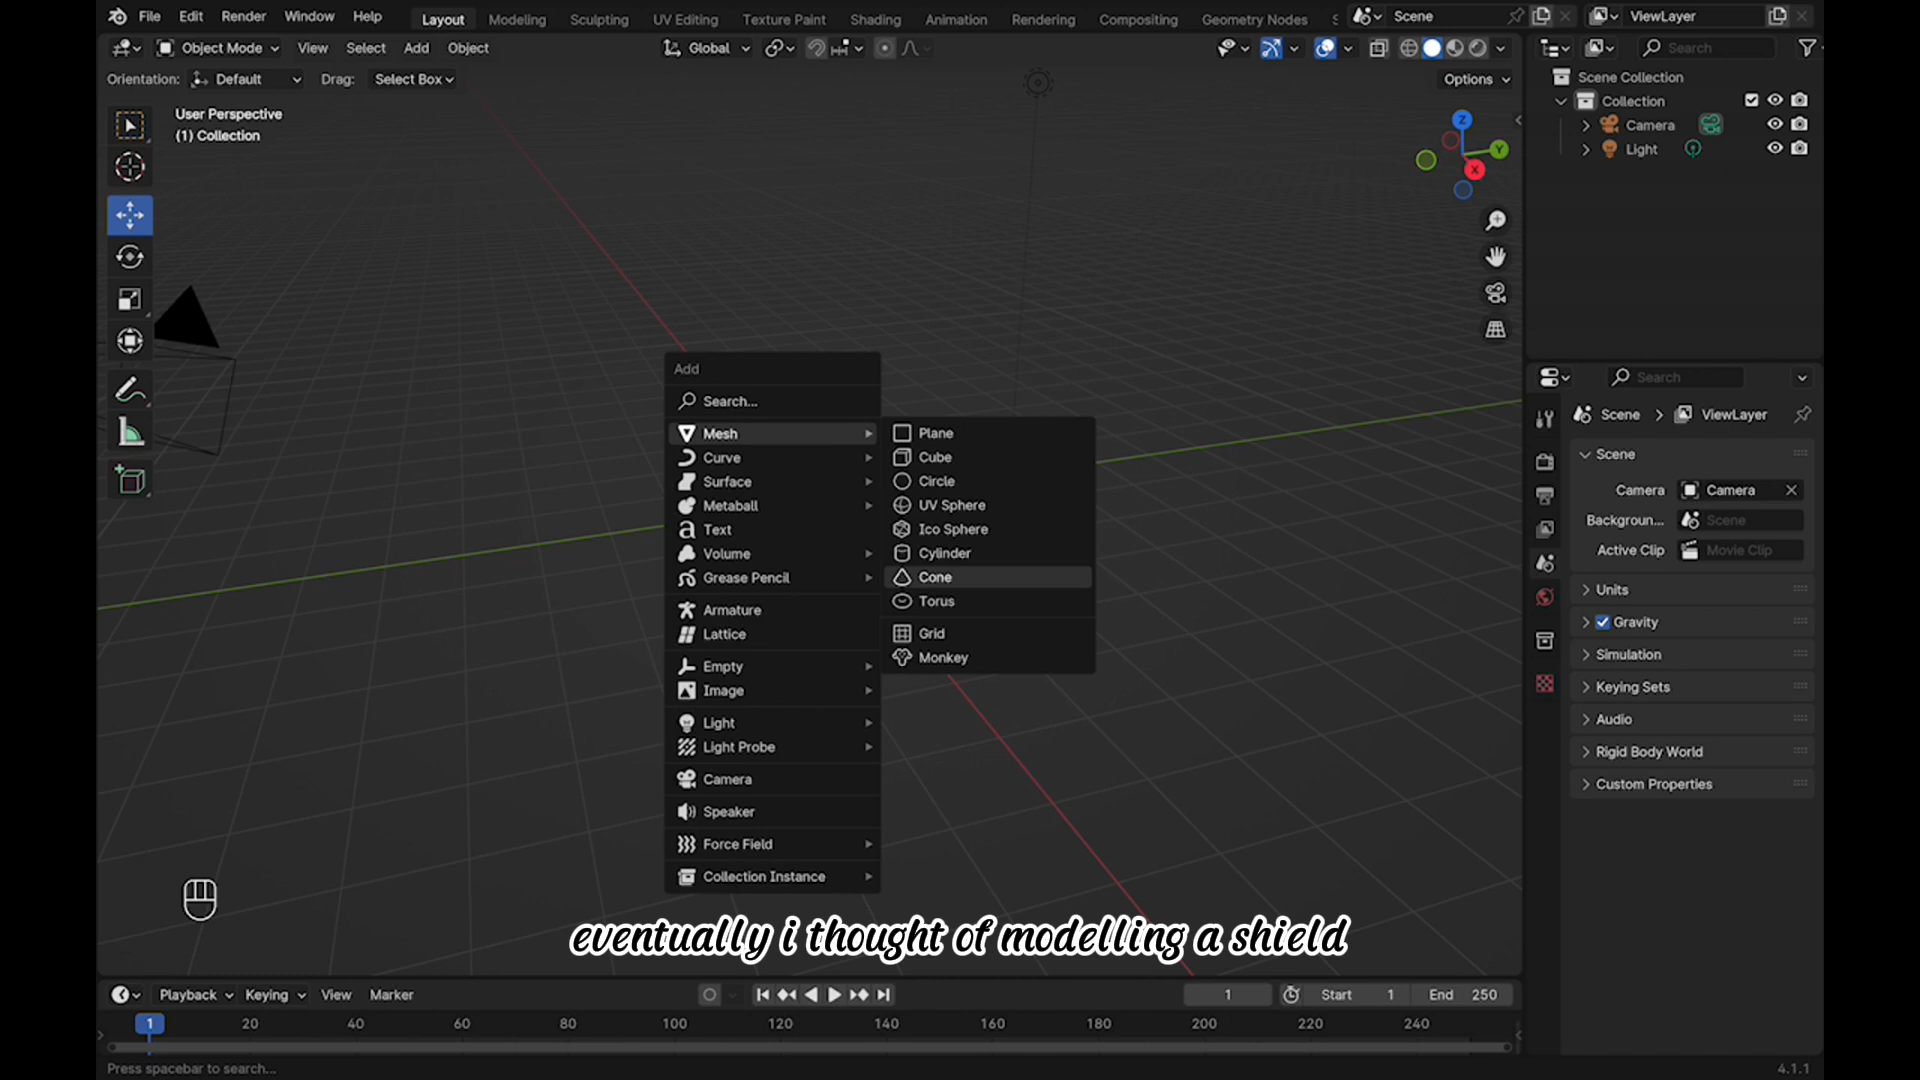 File Edit Render Window Help Layout Modeling Sculpting UV Editing Texture Paint Shading Animation Rendering Compositing Geometry Nodes Scene ViewLayer
Object Mode View Select Add Object Global Search
Orientation: Default Drag: Select Box Options
User Perspective
(1) Collection
Z
Y
X
Scene Collection
Collection
Camera
Light
Add
Search...
Mesh
Curve
Surface
Metaball
Text
Volume
Grease Pencil
Armature
Lattice
Empty
Image
Light
Light Probe
Camera
Speaker
Force Field
Collection Instance
Plane
Cube
Circle
UV Sphere
Ico Sphere
Cylinder
Cone
Torus
Grid
Monkey
Search
Scene > ViewLayer
Scene
Camera Camera
Backgroun... Scene
Active Clip Movie Clip
Units
Gravity
Simulation
Keying Sets
Audio
Rigid Body World
Custom Properties
eventually i thought of modelling a shield
Playback Keying View Marker 1 Start 1 End 250
1 20 40 60 80 100 120 140 160 180 200 220 240
Press spacebar to search... 4.1.1